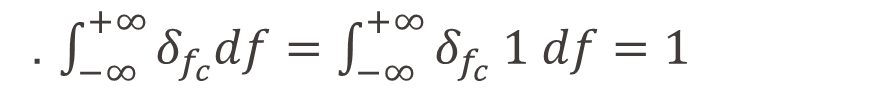 . ∫_{−∞}^{+∞} δ_{f_c} df = ∫_{−∞}^{+∞} δ_{f_c} 1 df = 1